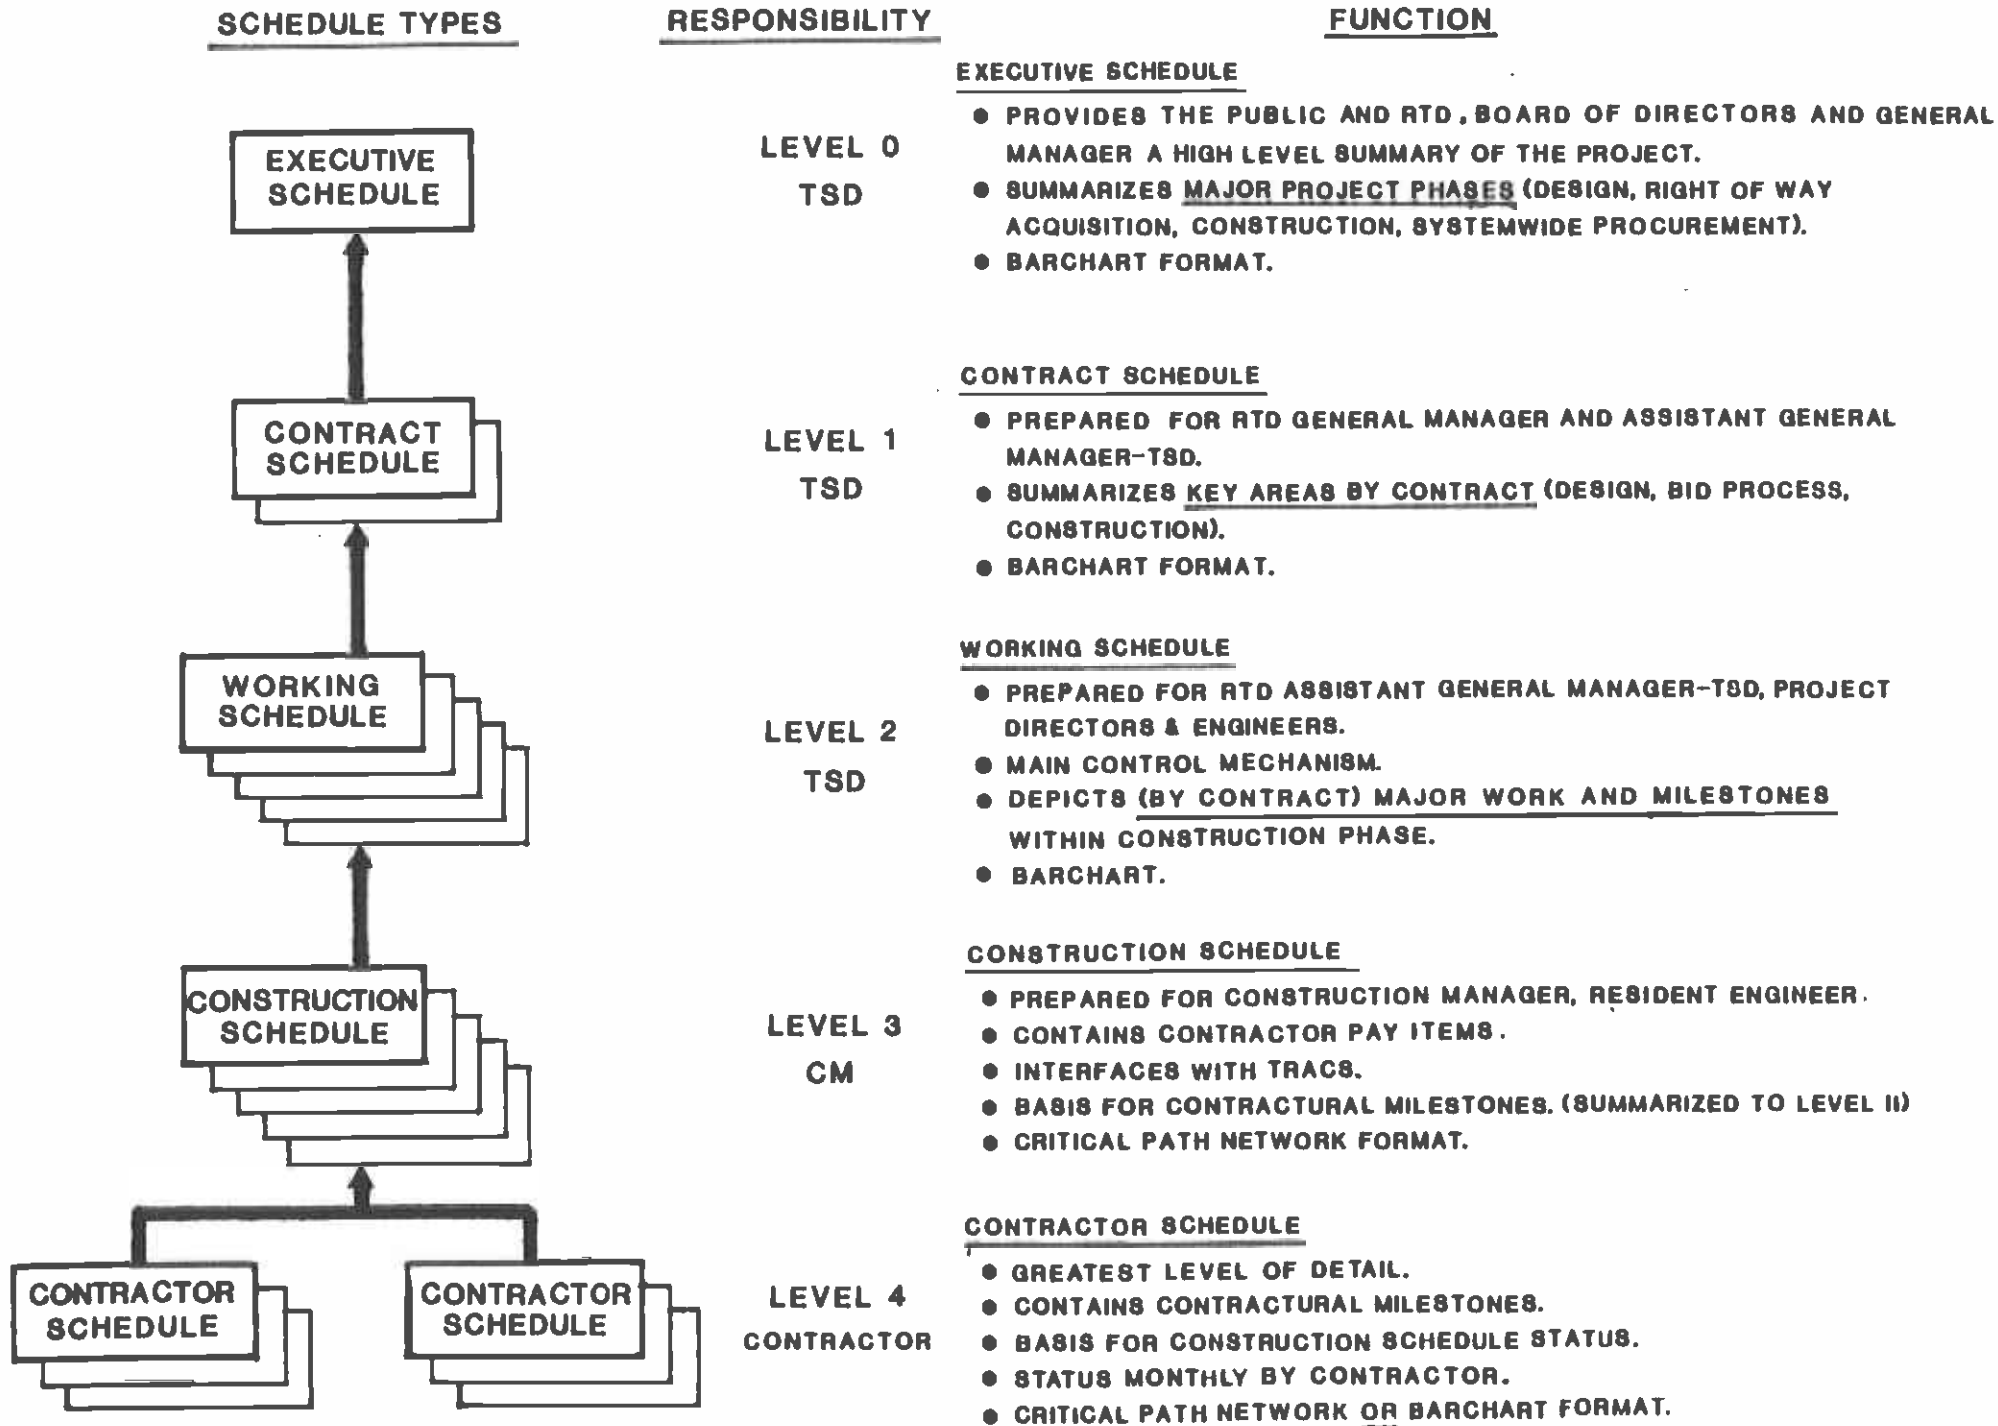 SCHEDULE TYPES
RESPONSIBILITY
FUNCTION
EXECUTIVE
SCHEDULE
LEVEL 0
TSD
EXECUTIVE SCHEDULE
● PROVIDES THE PUBLIC AND RTD, BOARD OF DIRECTORS AND GENERAL
MANAGER A HIGH LEVEL SUMMARY OF THE PROJECT.
● SUMMARIZES MAJOR PROJECT PHASES (DESIGN, RIGHT OF WAY
ACQUISITION, CONSTRUCTION, SYSTEMWIDE PROCUREMENT).
● BARCHART FORMAT.
CONTRACT
SCHEDULE
LEVEL 1
TSD
CONTRACT SCHEDULE
● PREPARED FOR RTD GENERAL MANAGER AND ASSISTANT GENERAL
MANAGER-TSD.
● SUMMARIZES KEY AREAS BY CONTRACT (DESIGN, BID PROCESS,
CONSTRUCTION).
● BARCHART FORMAT.
WORKING
SCHEDULE
LEVEL 2
TSD
WORKING SCHEDULE
● PREPARED FOR RTD ASSISTANT GENERAL MANAGER-TSD, PROJECT
DIRECTORS & ENGINEERS.
● MAIN CONTROL MECHANISM.
● DEPICTS (BY CONTRACT) MAJOR WORK AND MILESTONES
WITHIN CONSTRUCTION PHASE.
● BARCHART.
CONSTRUCTION
SCHEDULE
LEVEL 3
CM
CONSTRUCTION SCHEDULE
● PREPARED FOR CONSTRUCTION MANAGER, RESIDENT ENGINEER.
● CONTAINS CONTRACTOR PAY ITEMS.
● INTERFACES WITH TRACS.
● BASIS FOR CONTRACTURAL MILESTONES. (SUMMARIZED TO LEVEL II)
● CRITICAL PATH NETWORK FORMAT.
CONTRACTOR
SCHEDULE
CONTRACTOR
SCHEDULE
LEVEL 4
CONTRACTOR
CONTRACTOR SCHEDULE
● GREATEST LEVEL OF DETAIL.
● CONTAINS CONTRACTURAL MILESTONES.
● BASIS FOR CONSTRUCTION SCHEDULE STATUS.
● STATUS MONTHLY BY CONTRACTOR.
● CRITICAL PATH NETWORK OR BARCHART FORMAT.